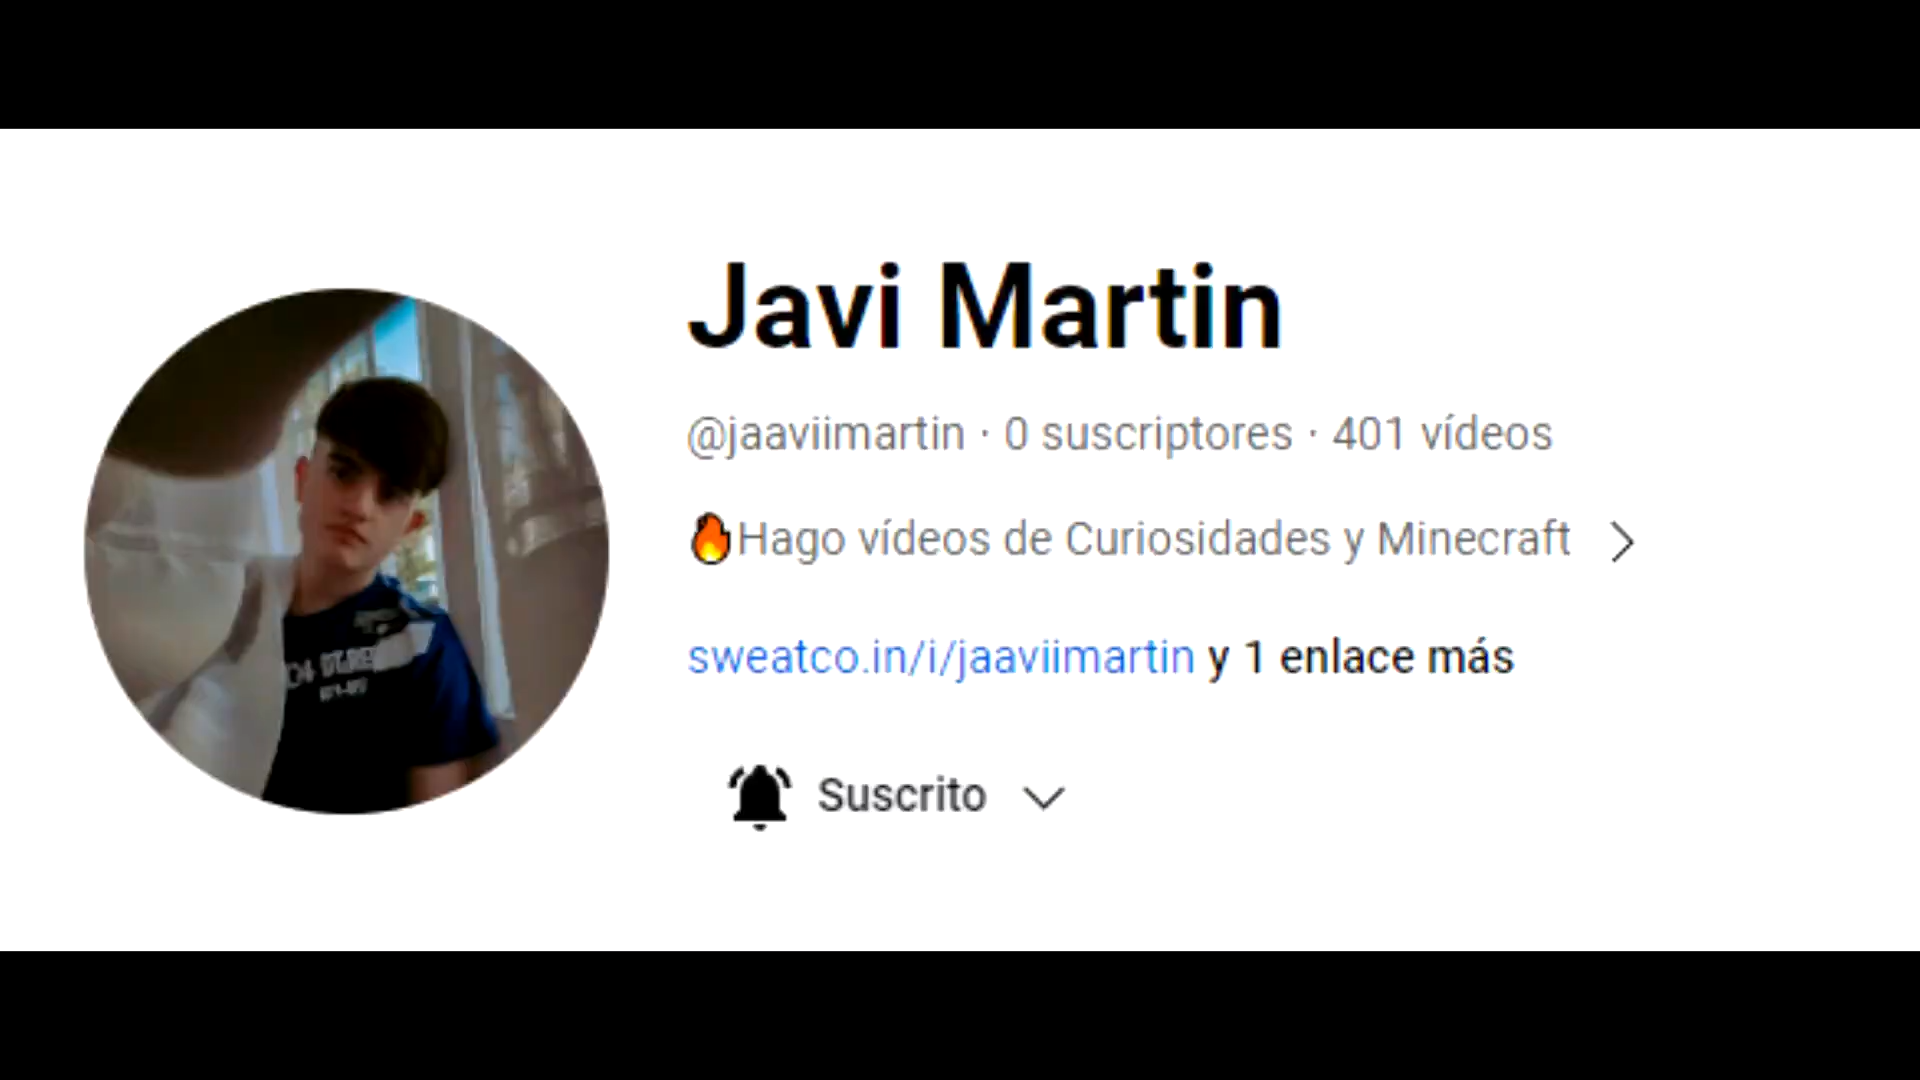 Javi Martin
@jaaviimartin · 0 suscriptores · 401 vídeos
🔥Hago vídeos de Curiosidades y Minecraft
sweatco.in/i/jaaviimartin y 1 enlace más
Suscrito